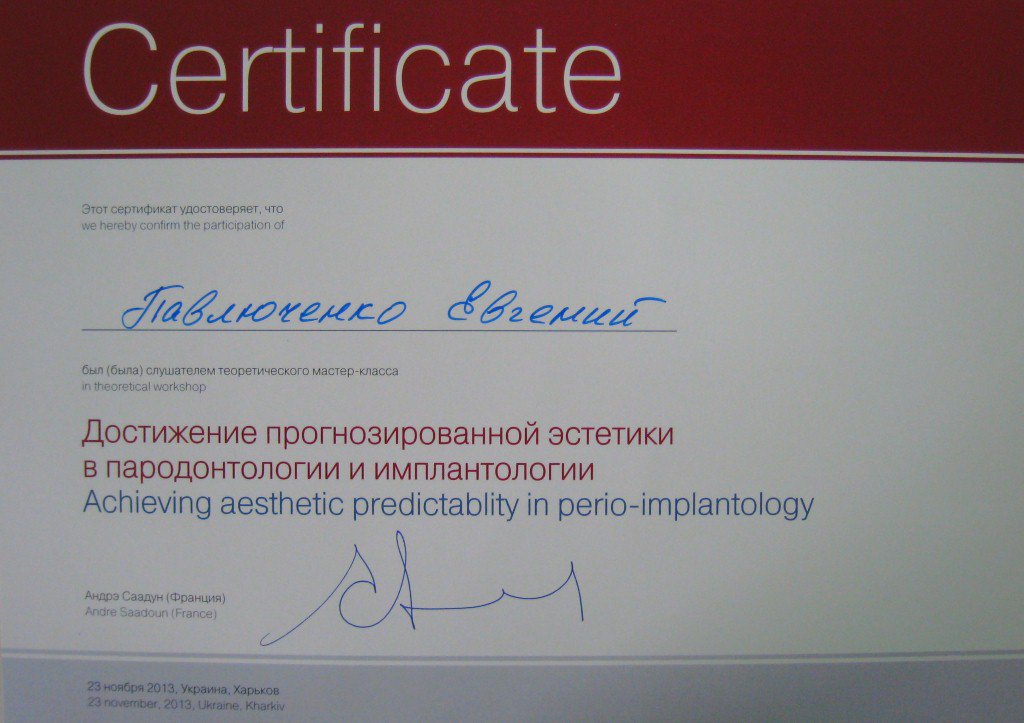 Certificate
Этот сертификат удостоверяет, что
we hereby confirm the participation of
Павлюченко Евгений
был (была) слушателем теоретического мастер-класса
in theoretical workshop
Достижение прогнозированной эстетики
в пародонтологии и имплантологии
Achieving aesthetic predictablity in perio-implantology
Андрэ Саадун (Франция)
Andre Saadoun (France)
23 ноября 2013, Украина, Харьков
23 november, 2013, Ukraine, Kharkiv